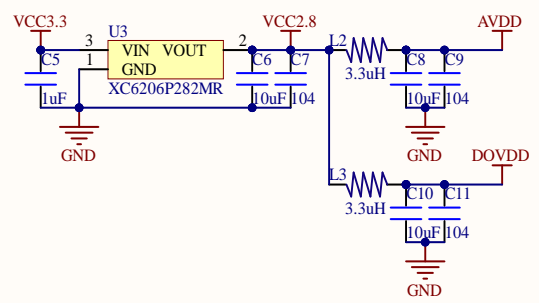 VCC3.3
VCC2.8
AVDD
U3
3
VIN
VOUT
2
1
GND
XC6206P282MR
C5
1uF
C6
10uF
C7
104
L2
3.3uH
C8
10uF
C9
104
GND
GND
DOVDD
L3
3.3uH
C10
10uF
C11
104
GND